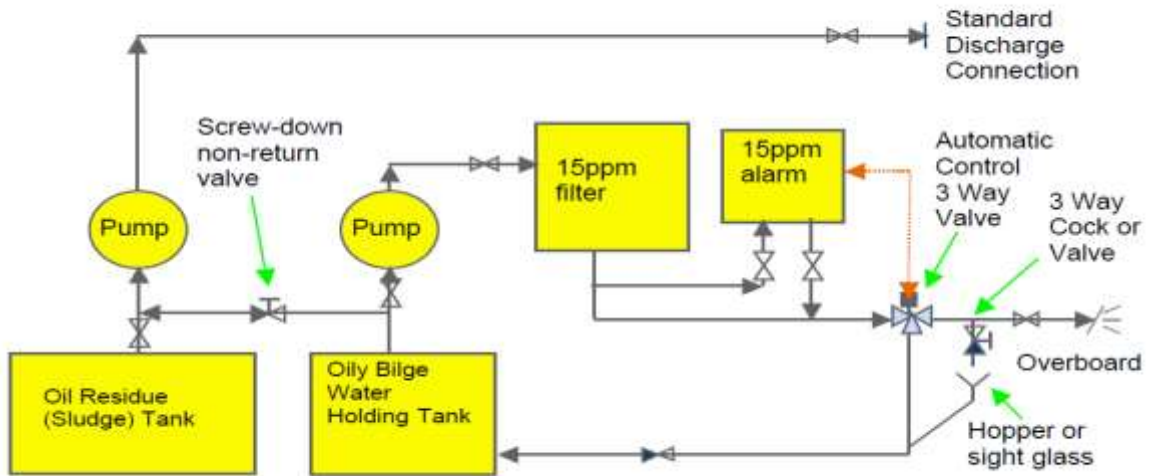 Standard
Discharge
Connection
Screw-down
non-return
valve
Pump
Pump
15ppm
filter
15ppm
alarm
Automatic
Control
3 Way
Valve
3 Way
Cock or
Valve
Overboard
Oil Residue
(Sludge) Tank
Oily Bilge
Water
Holding Tank
Hopper or
sight glass